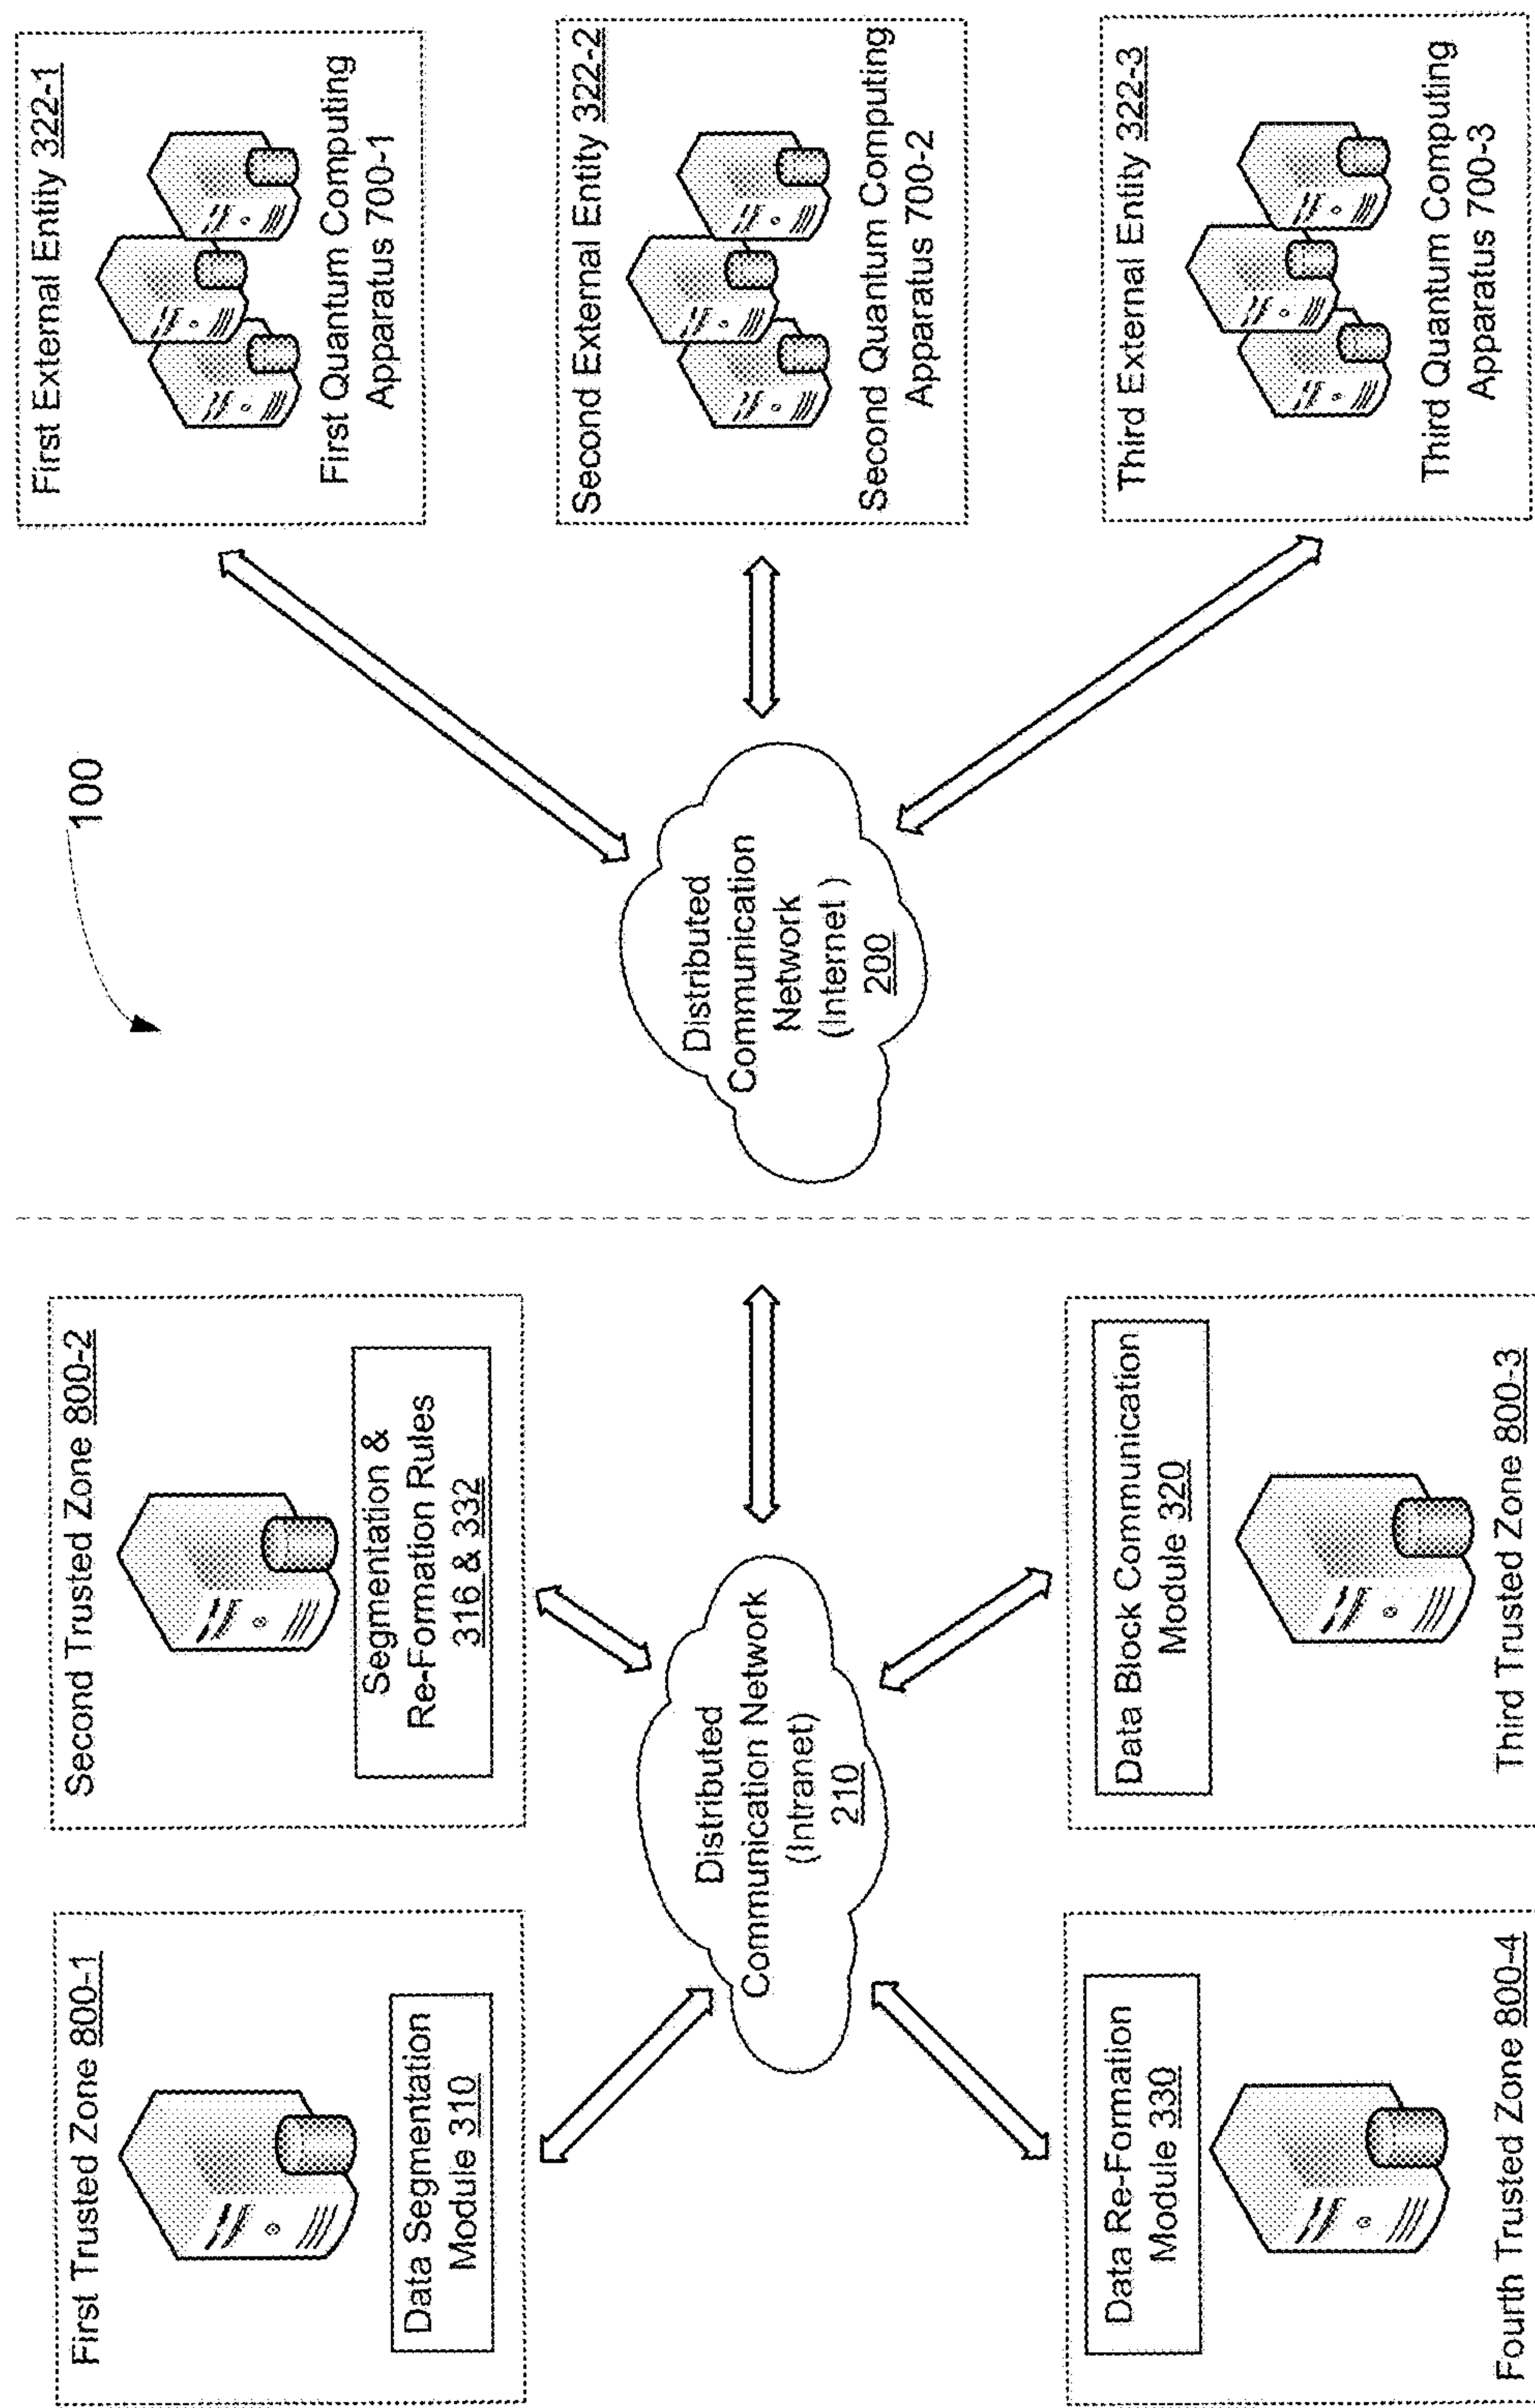 100
First Trusted Zone 800-1
Data Segmentation
Module 310
Second Trusted Zone 800-2
Segmentation &
Re-Formation Rules
316 & 332
First External Entity 322-1
First Quantum Computing
Apparatus 700-1
Distributed
Communication Network
(Intranet)
210
Distributed
Communication
Network
(Internet )
200
Second External Entity 322-2
Second Quantum Computing
Apparatus 700-2
Data Re-Formation
Module 330
Fourth Trusted Zone 800-4
Data Block Communication
Module 320
Third Trusted Zone 800-3
Third External Entity 322-3
Third Quantum Computing
Apparatus 700-3